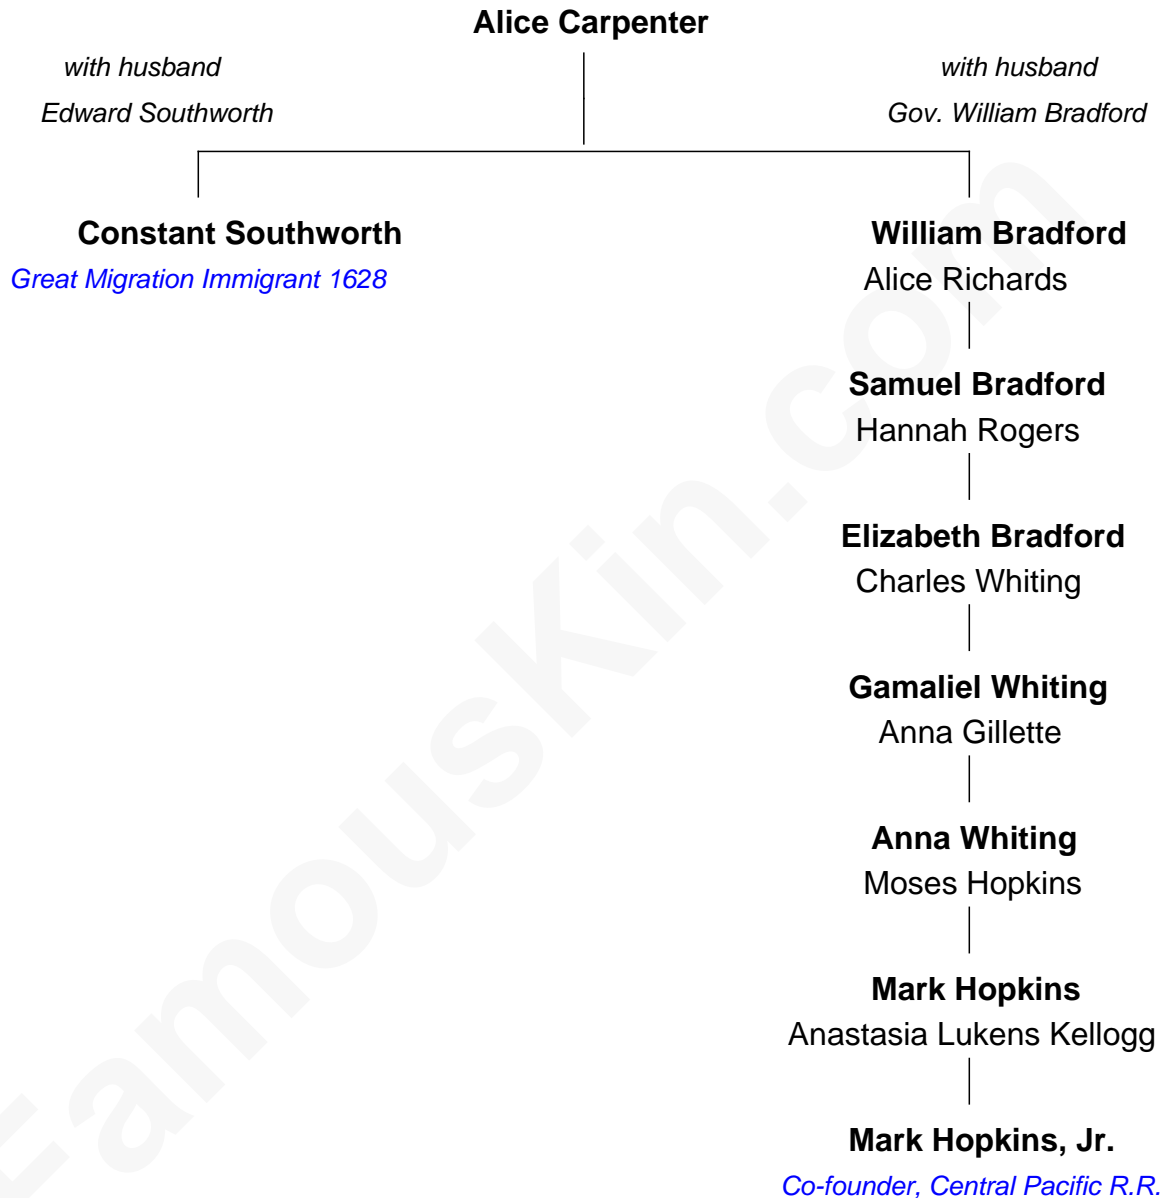 Alice Carpenter
with husband
Edward Southworth
with husband
Gov. William Bradford
Constant Southworth
Great Migration Immigrant 1628
William Bradford
Alice Richards
Samuel Bradford
Hannah Rogers
Elizabeth Bradford
Charles Whiting
Gamaliel Whiting
Anna Gillette
Anna Whiting
Moses Hopkins
Mark Hopkins
Anastasia Lukens Kellogg
Mark Hopkins, Jr.
Co-founder, Central Pacific R.R.
FamousKin.com